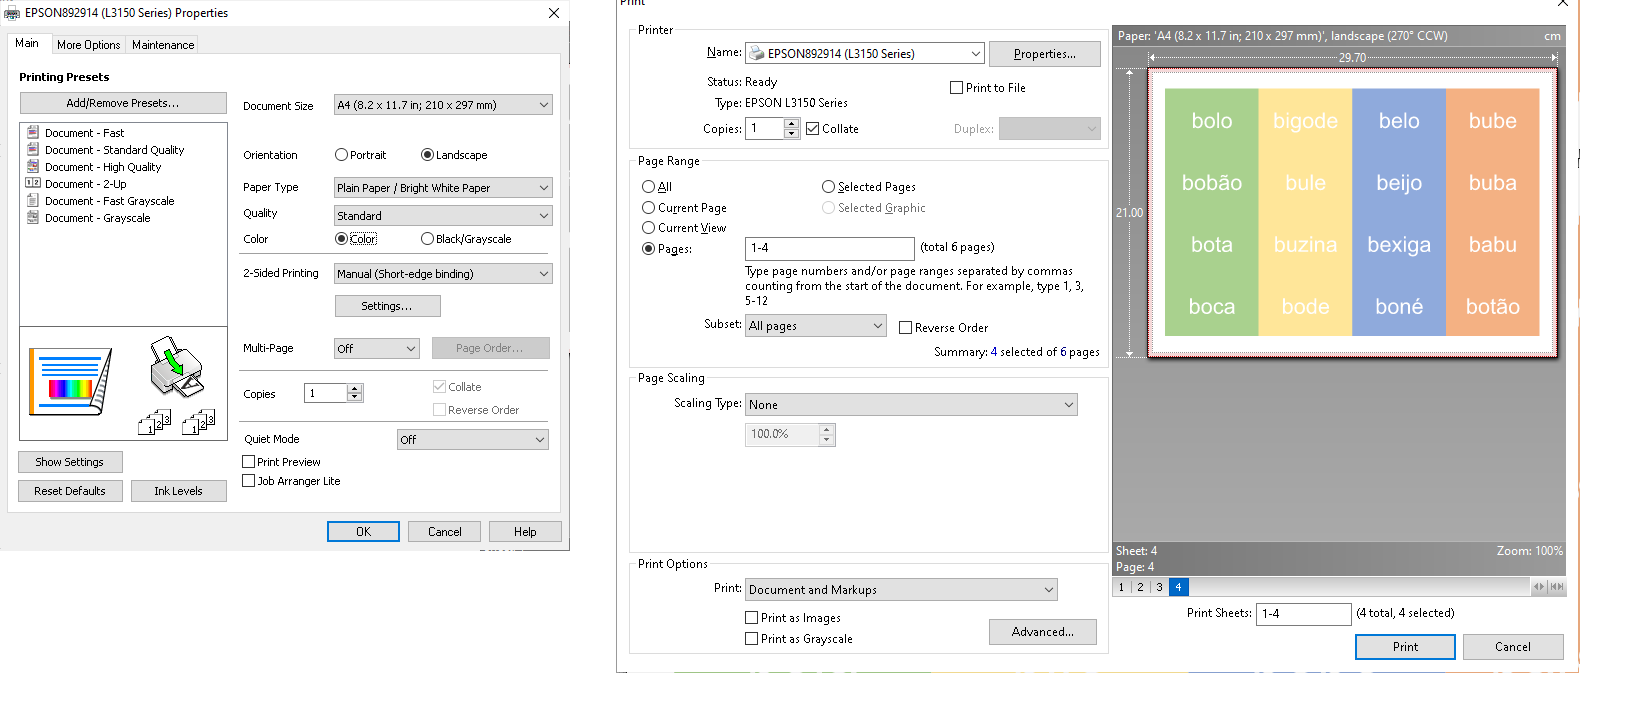 EPSON892914 (L3150 Series) Properties
Main
More Options
Maintenance
Printing Presets
Add/Remove Presets...
Document - Fast
Document - Standard Quality
Document - High Quality
Document - 2-Up
Document - Fast Grayscale
Document - Grayscale
Document Size
A4 (8.2 x 11.7 in; 210 x 297 mm)
Orientation
Portrait
Landscape
Paper Type
Plain Paper / Bright White Paper
Quality
Standard
Color
Color
Black/Grayscale
2-Sided Printing
Manual (Short-edge binding)
Settings...
Multi-Page
Off
Page Order...
Copies
1
Collate
Reverse Order
Quiet Mode
Off
Print Preview
Job Arranger Lite
1 2 3
1 2 3
Show Settings
Reset Defaults
Ink Levels
OK
Cancel
Help
Print
Printer
Name:
EPSON892914 (L3150 Series)
Properties...
Status: Ready
Print to File
Type: EPSON L3150 Series
Copies:
1
Collate
Duplex:
Page Range
All
Selected Pages
Current Page
Selected Graphic
Current View
Pages:
1-4
(total 6 pages)
Type page numbers and/or page ranges separated by commas
counting from the start of the document. For example, type 1, 3,
5-12
Subset:
All pages
Reverse Order
Summary: 4 selected of 6 pages
Page Scaling
Scaling Type:
None
100.0%
Print Options
Print:
Document and Markups
Print as Images
Print as Grayscale
Advanced...
Paper: 'A4 (8.2 x 11.7 in; 210 x 297 mm)', landscape (270° CCW)
cm
29.70
21.00
bolo bigode belo bube
bobão bule beijo buba
bota buzina bexiga babu
boca bode boné botão
Sheet: 4
Zoom: 100%
Page: 4
1 2 3 4
Print Sheets:
1-4
(4 total, 4 selected)
Print
Cancel